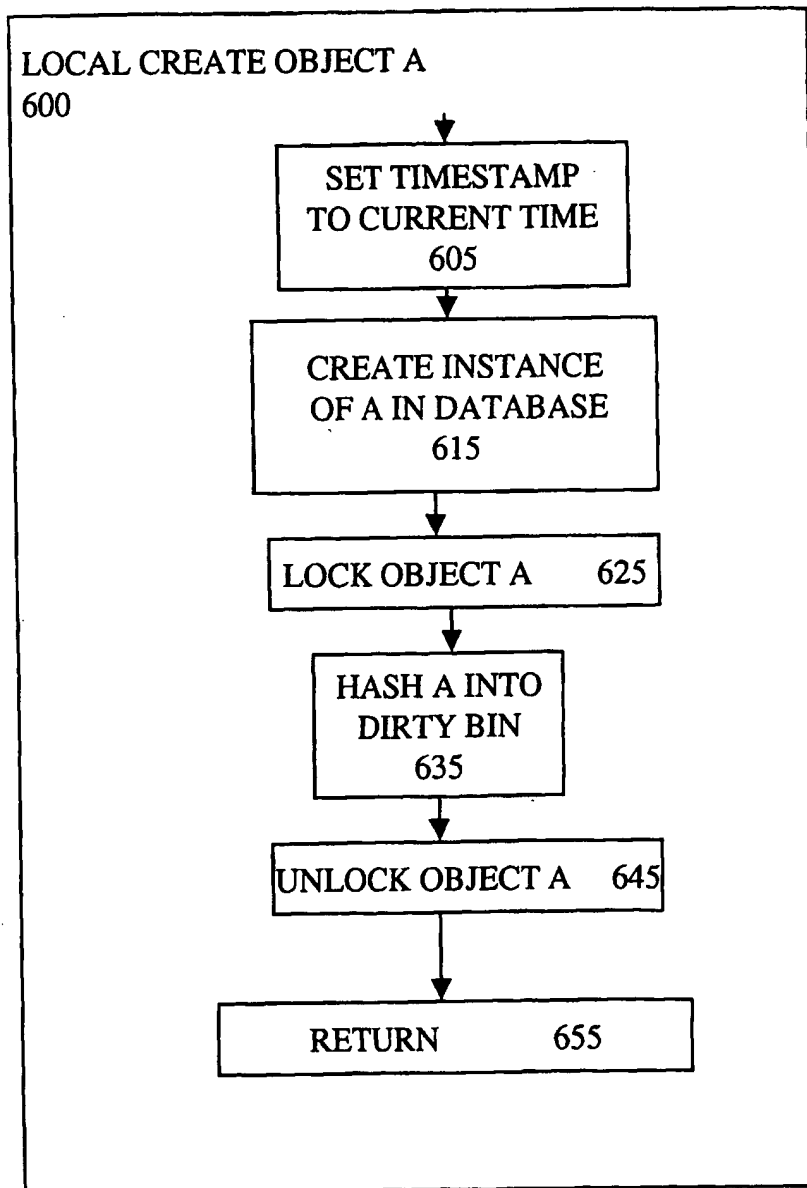 LOCAL CREATE OBJECT A
600
SET TIMESTAMP
TO CURRENT TIME
605
CREATE INSTANCE
OF A IN DATABASE
615
LOCK OBJECT A 625
HASH A INTO
DIRTY BIN
635
UNLOCK OBJECT A 645
RETURN 655